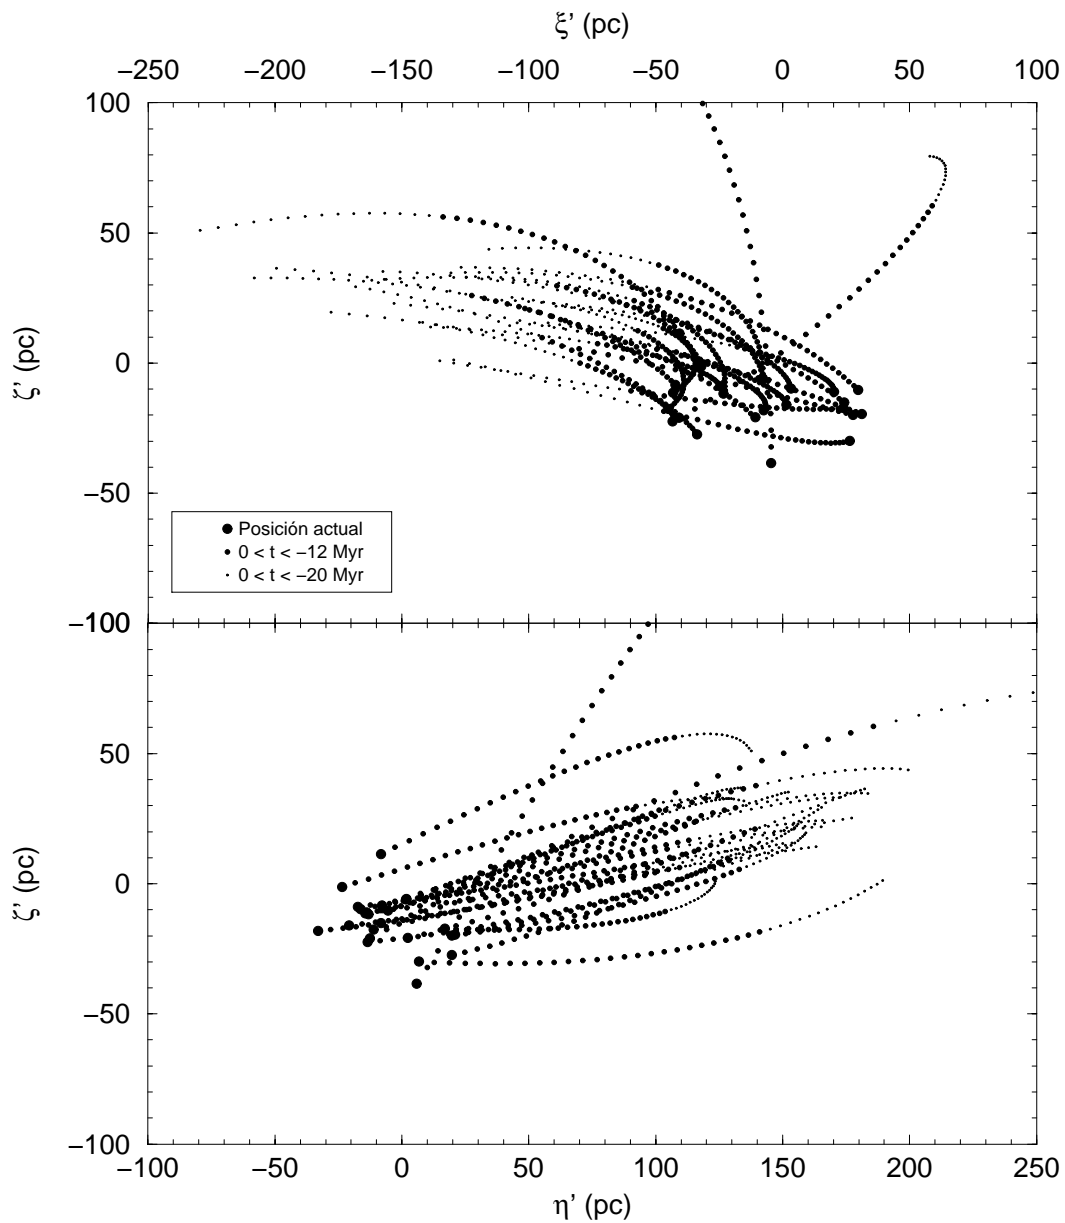 ξ’ (pc)
−250 −200 −150 −100 −50 0 50 100
100
50
0
−50
−100
ζ’ (pc)
Posición actual
0 < t < −12 Myr
0 < t < −20 Myr
100
50
0
−50
−100
ζ’ (pc)
−100 −50 0 50 100 150 200 250
η’ (pc)